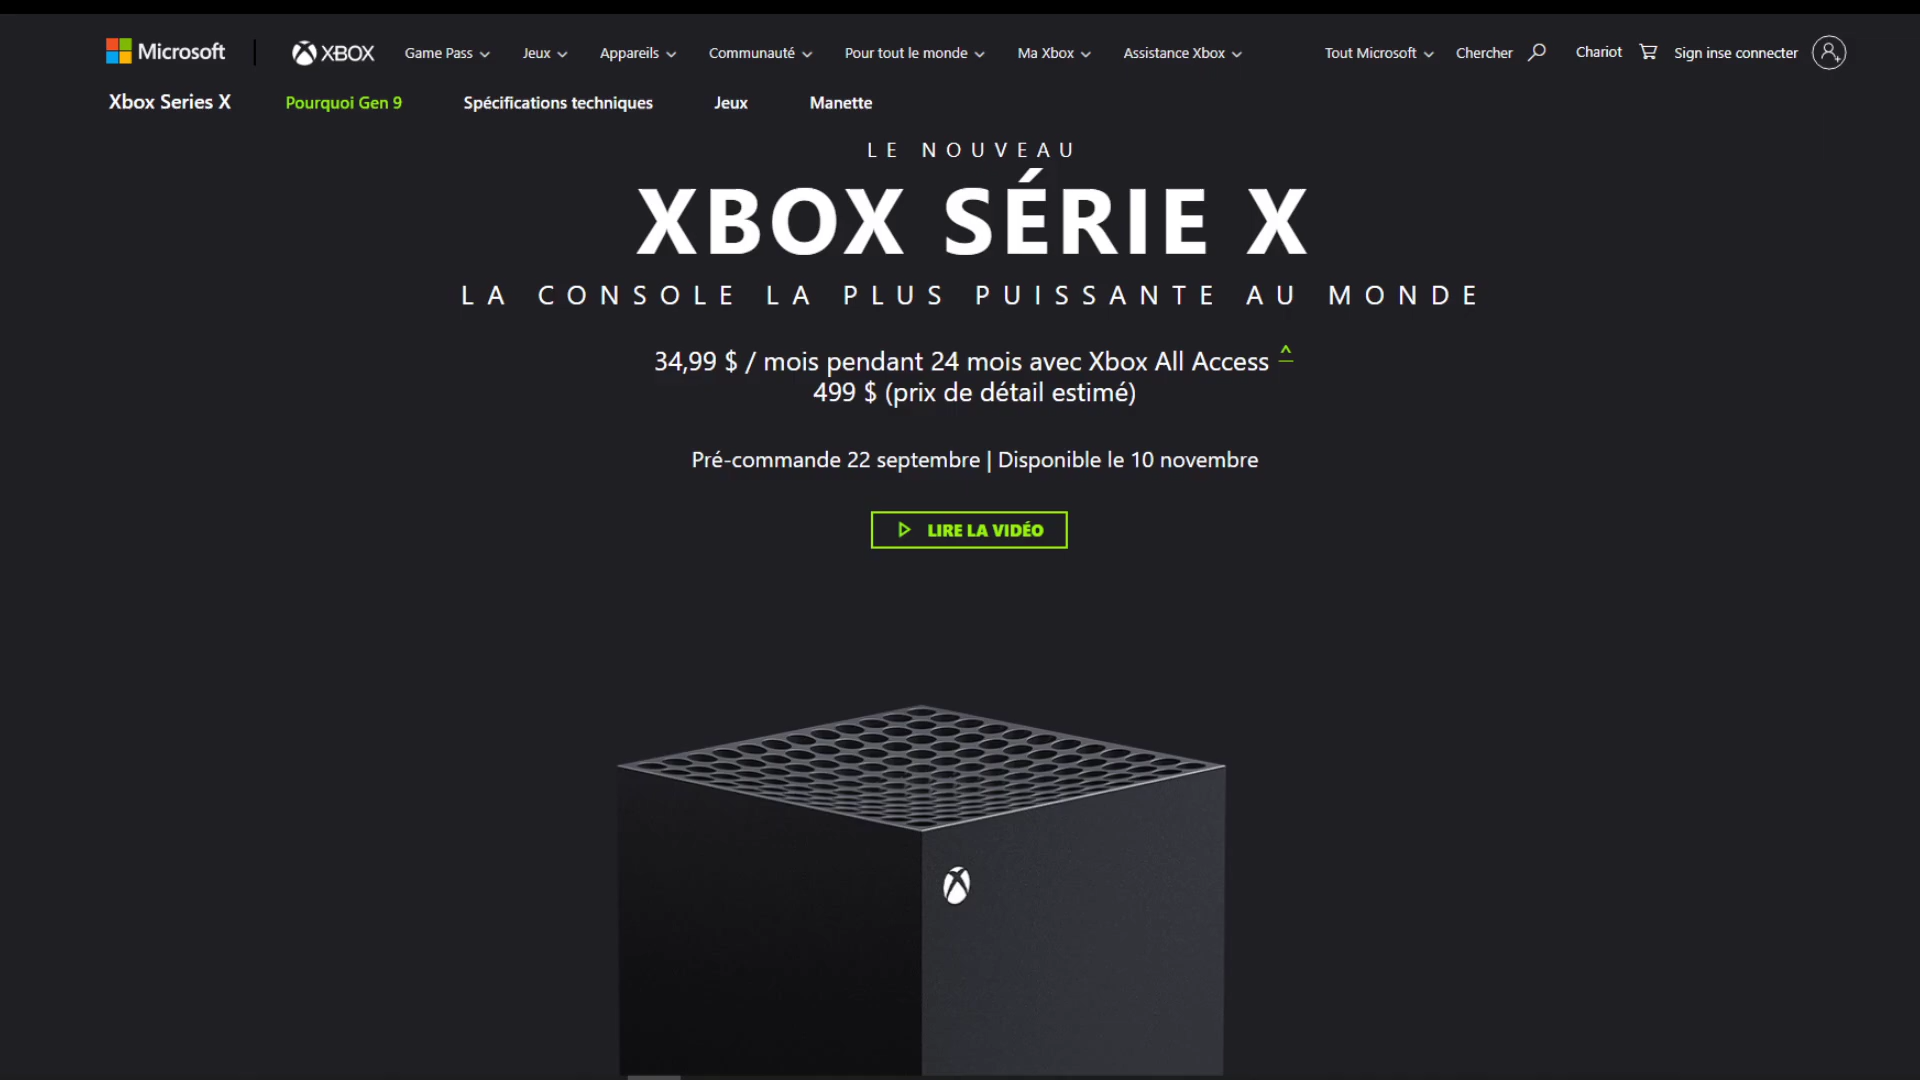 Microsoft
XBOX
Game Pass
Jeux
Appareils
Communauté
Pour tout le monde
Ma Xbox
Assistance Xbox
Tout Microsoft
Chercher
Chariot
Sign inse connecter
Xbox Series X
Pourquoi Gen 9
Spécifications techniques
Jeux
Manette
LE NOUVEAU
XBOX SÉRIE X
LA CONSOLE LA PLUS PUISSANTE AU MONDE
34,99 $ / mois pendant 24 mois avec Xbox All Access ^
499 $ (prix de détail estimé)
Pré-commande 22 septembre | Disponible le 10 novembre
LIRE LA VIDÉO